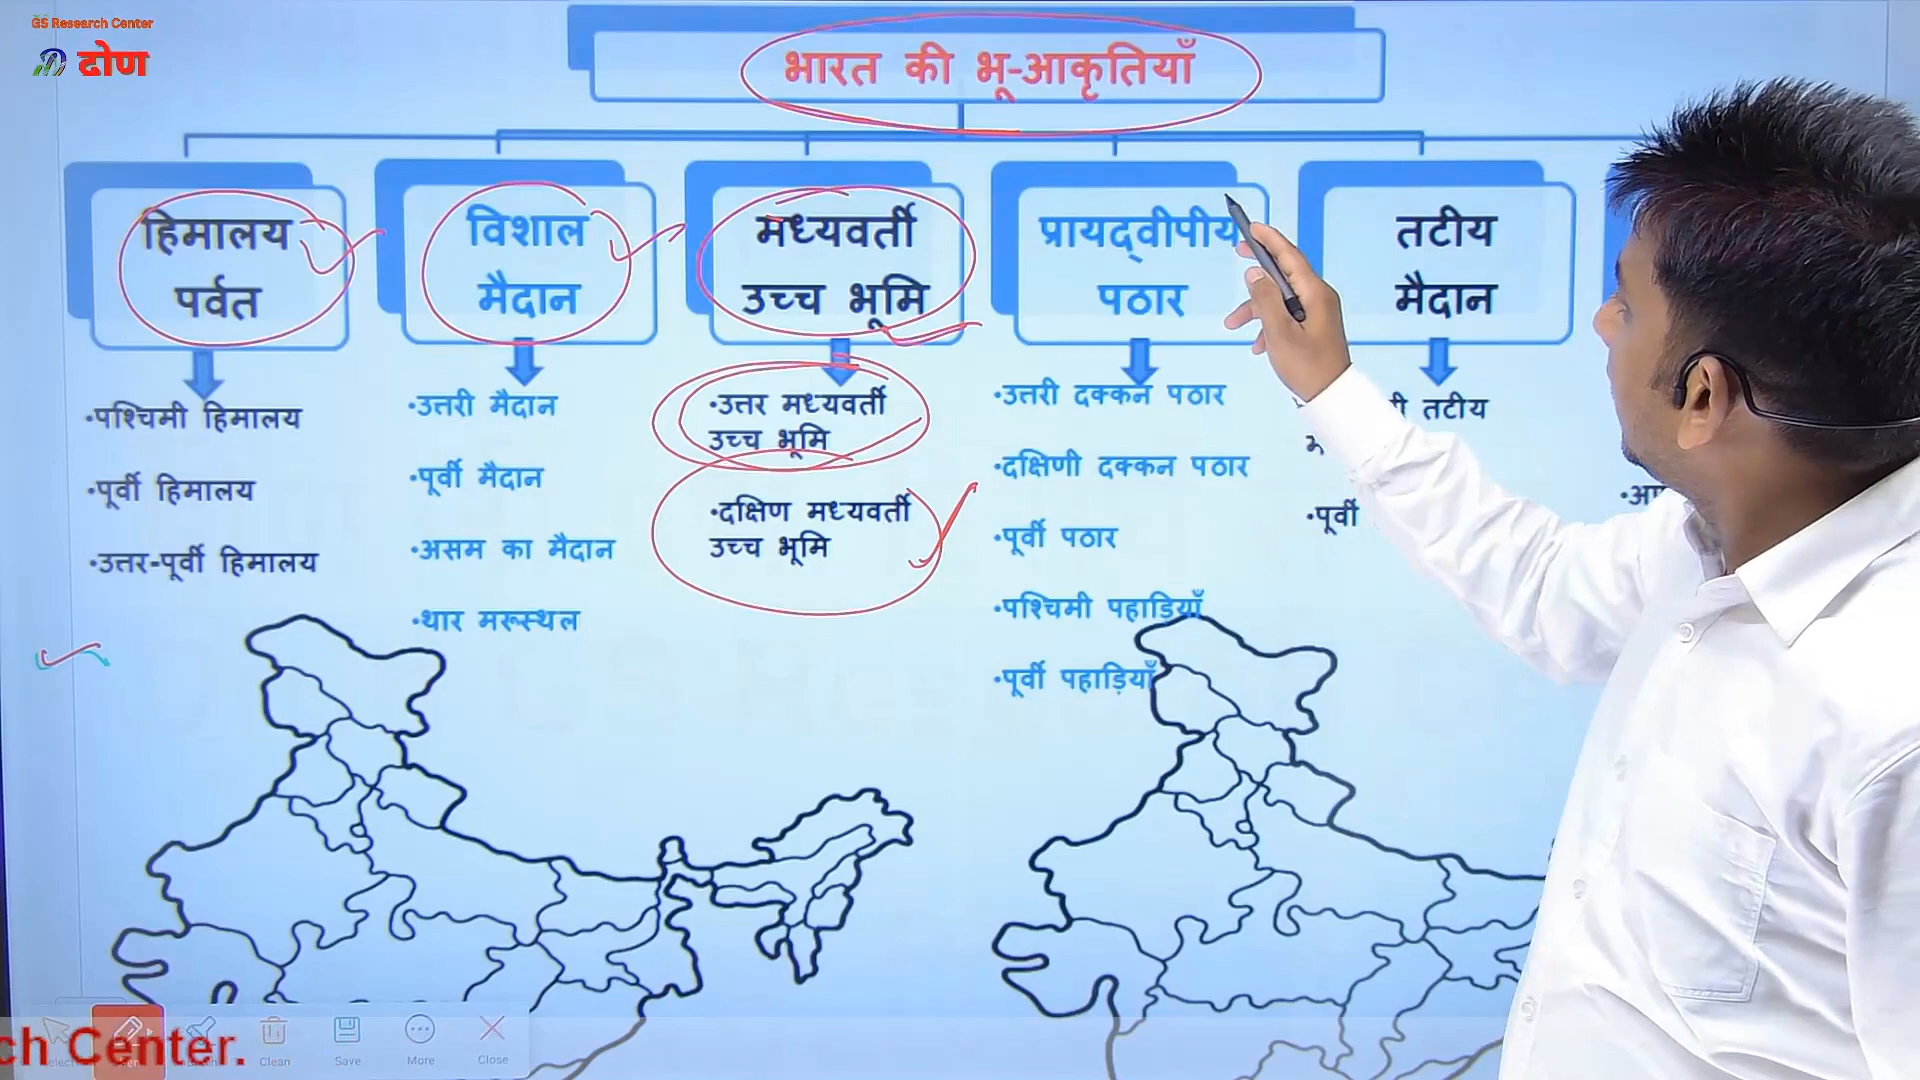 GS Research Center
ढोण
भारत की भू-आकृतियाँ
हिमालय
पर्वत
विशाल
मैदान
मध्यवर्ती
उच्च भूमि
प्रायद्वीपीय
पठार
तटीय
मैदान
•पश्चिमी हिमालय
•पूर्वी हिमालय
•उत्तर-पूर्वी हिमालय
•उत्तरी मैदान
•पूर्वी मैदान
•असम का मैदान
•थार मरूस्थल
•उत्तर मध्यवर्ती
उच्च भूमि
•दक्षिण मध्यवर्ती
उच्च भूमि
•उत्तरी दक्कन पठार
•दक्षिणी दक्कन पठार
•पूर्वी पठार
•पश्चिमी पहाड़ियाँ
•पूर्वी पहाड़ियाँ
तटीय
•पूर्वी
ch Center.
Clean
Save
More
Close